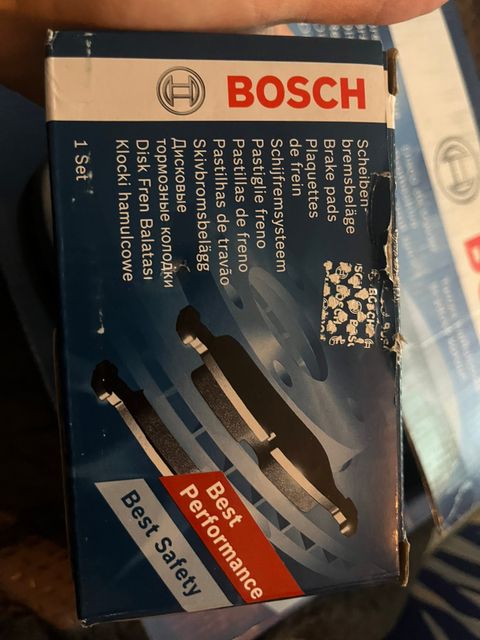 BOSCH
Scheiben-
bremsbeläge
Brake pads
Plaquettes
de frein
Schijfremsysteem
Pastiglie freno
Pastillas de freno
Pastilhas de travão
Skivbromsbelägg
Дисковые
тормозные колодки
Disk Fren Balatası
Klocki hamulcowe
1 Set
Best
Performance
Best Safety